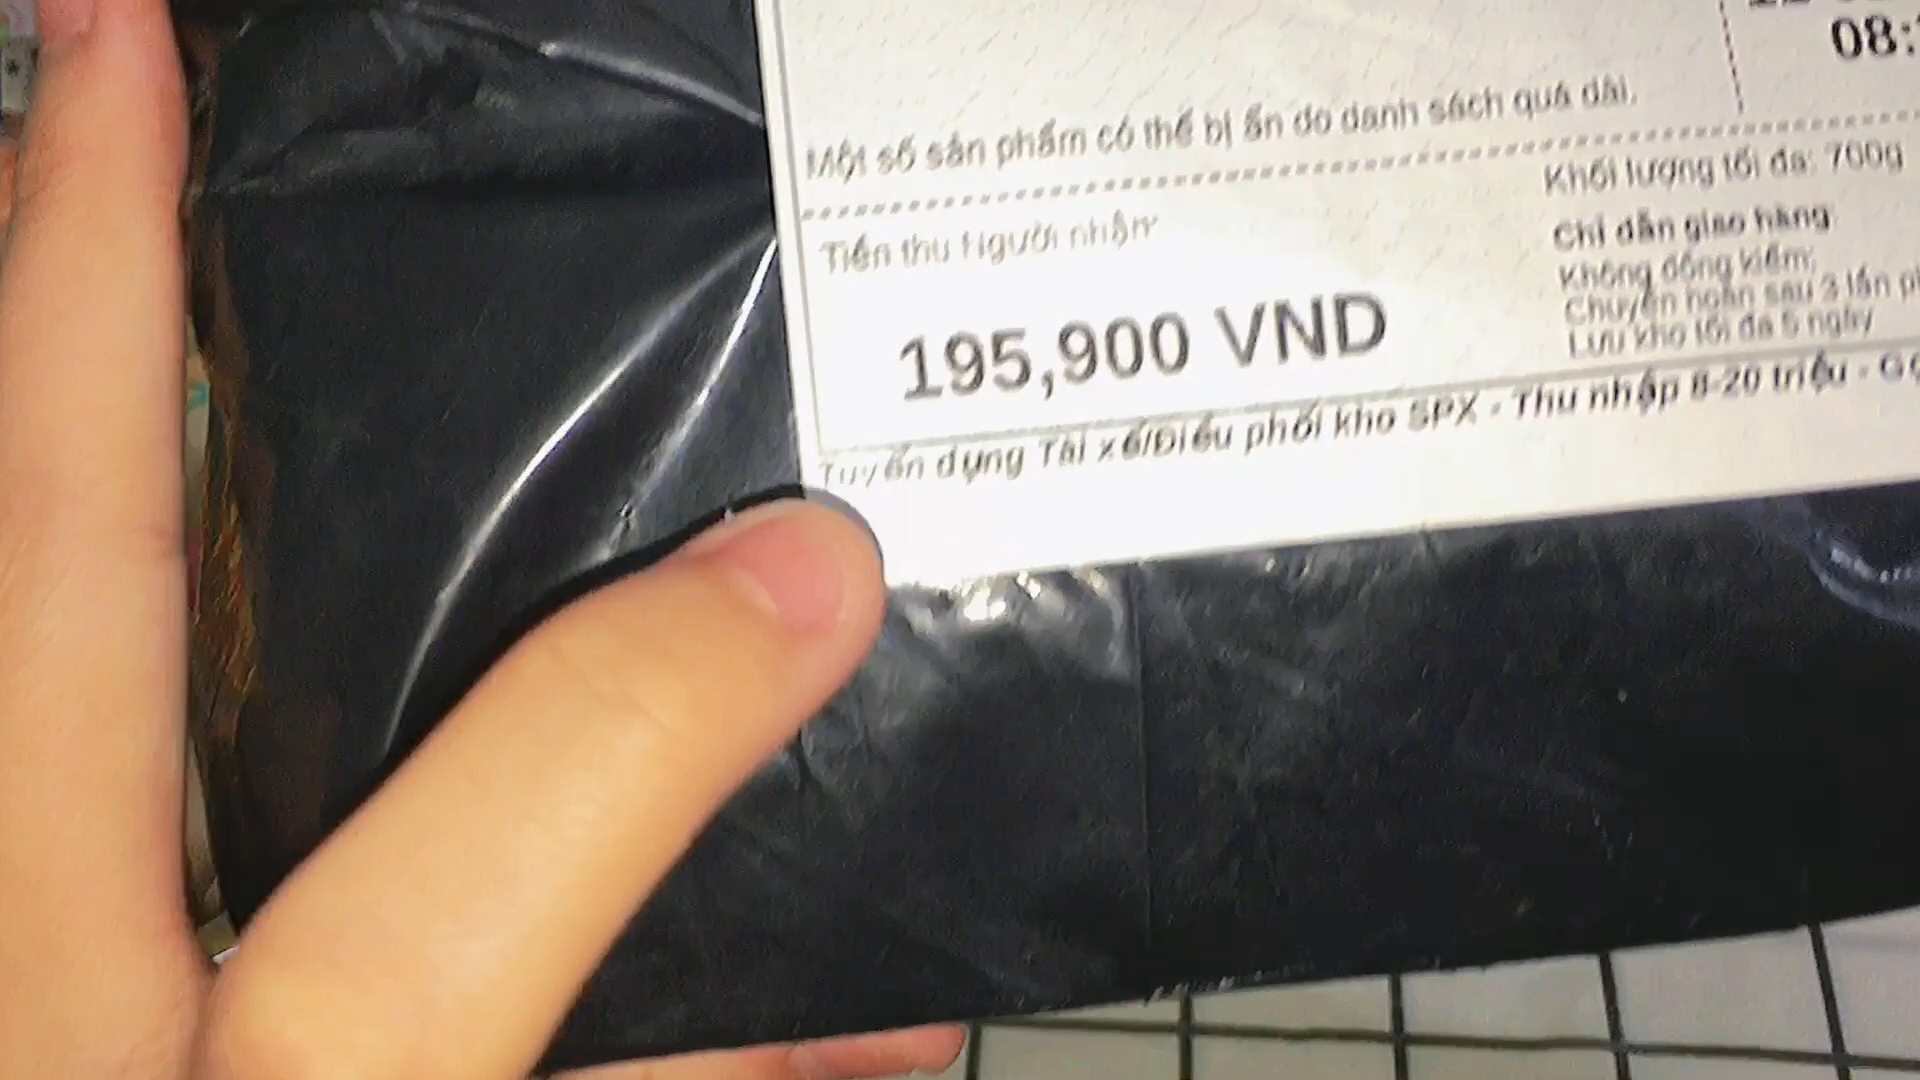 08:
Một số sản phẩm có thể bị ẩn do danh sách quá dài.
Khối lượng tối đa: 700g
Tiền thu Người nhận:
Chỉ dẫn giao hàng:
Không đồng kiểm;
Chuyển hoàn sau 3 lần
Lưu kho tối đa 5 ngày
195,900 VND
Tuyển dụng Tài xế/Điều phối kho SPX - Thu nhập 8-20 triệu -